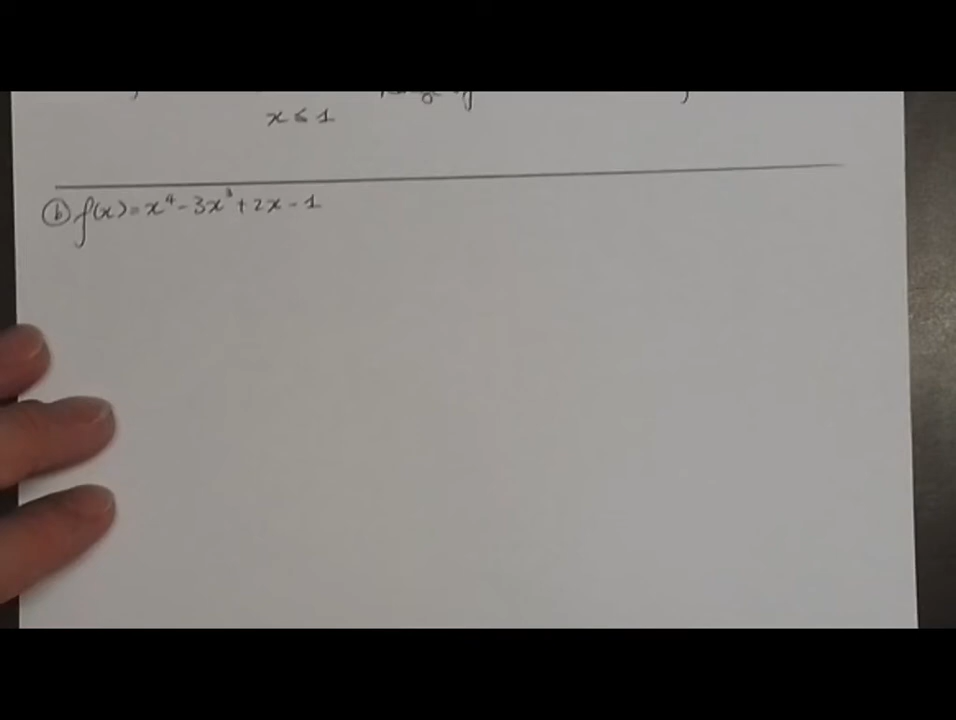 x ≤ 1
ⓑ f(x) = x⁴ - 3x³ + 2x - 1